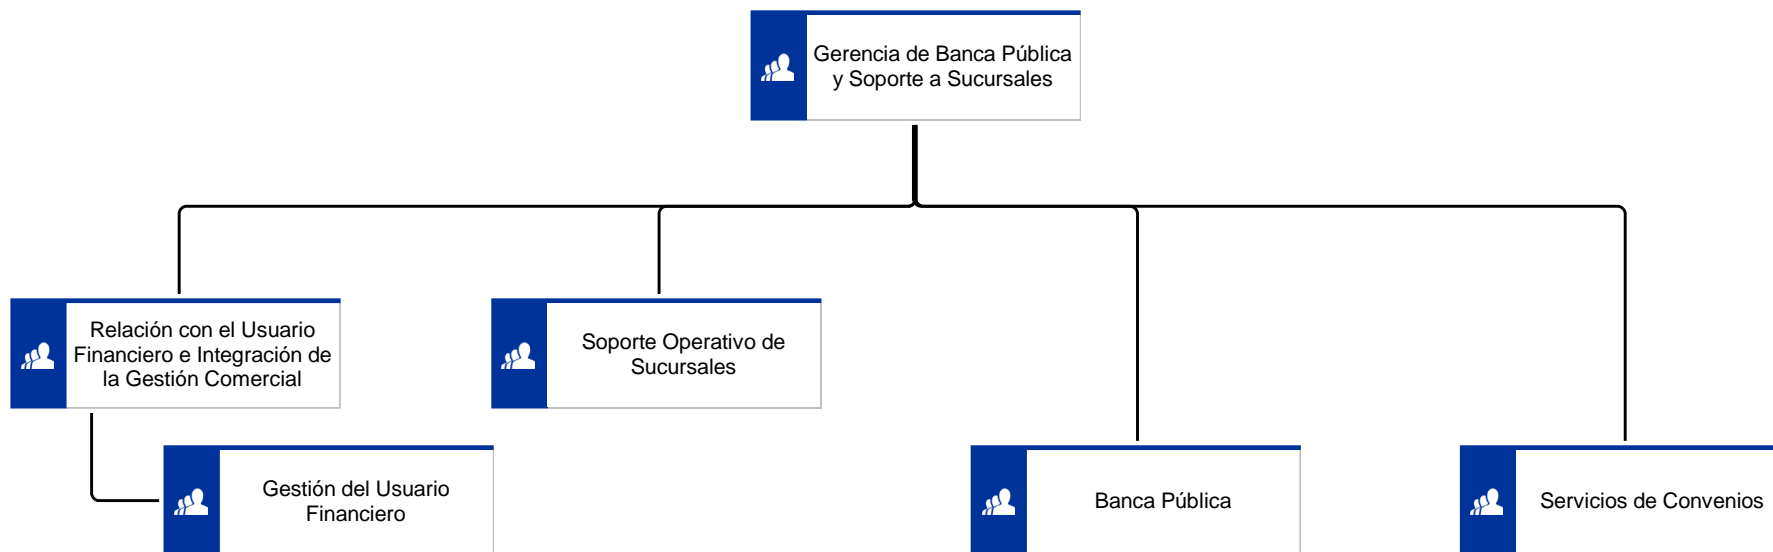 Gerencia de Banca Pública
y Soporte a Sucursales
Relación con el Usuario
Financiero e Integración de
la Gestión Comercial
Soporte Operativo de
Sucursales
Gestión del Usuario
Financiero
Banca Pública
Servicios de Convenios